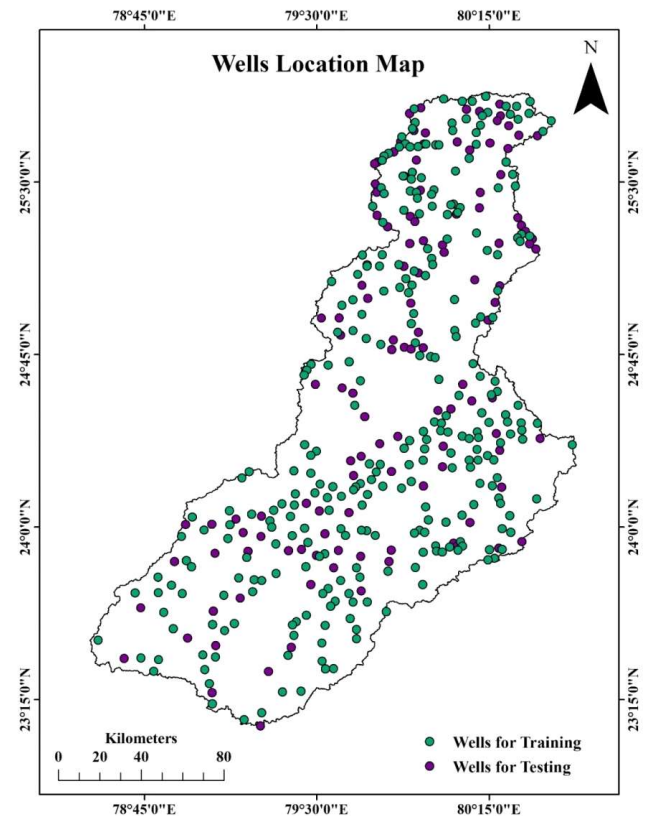 78°45'0"E 79°30'0"E 80°15'0"E
Wells Location Map
N
25°30'0"N 25°30'0"N
24°45'0"N 24°45'0"N
24°0'0"N 24°0'0"N
23°15'0"N 23°15'0"N
Kilometers
0 20 40 80
Wells for Training
Wells for Testing
78°45'0"E 79°30'0"E 80°15'0"E